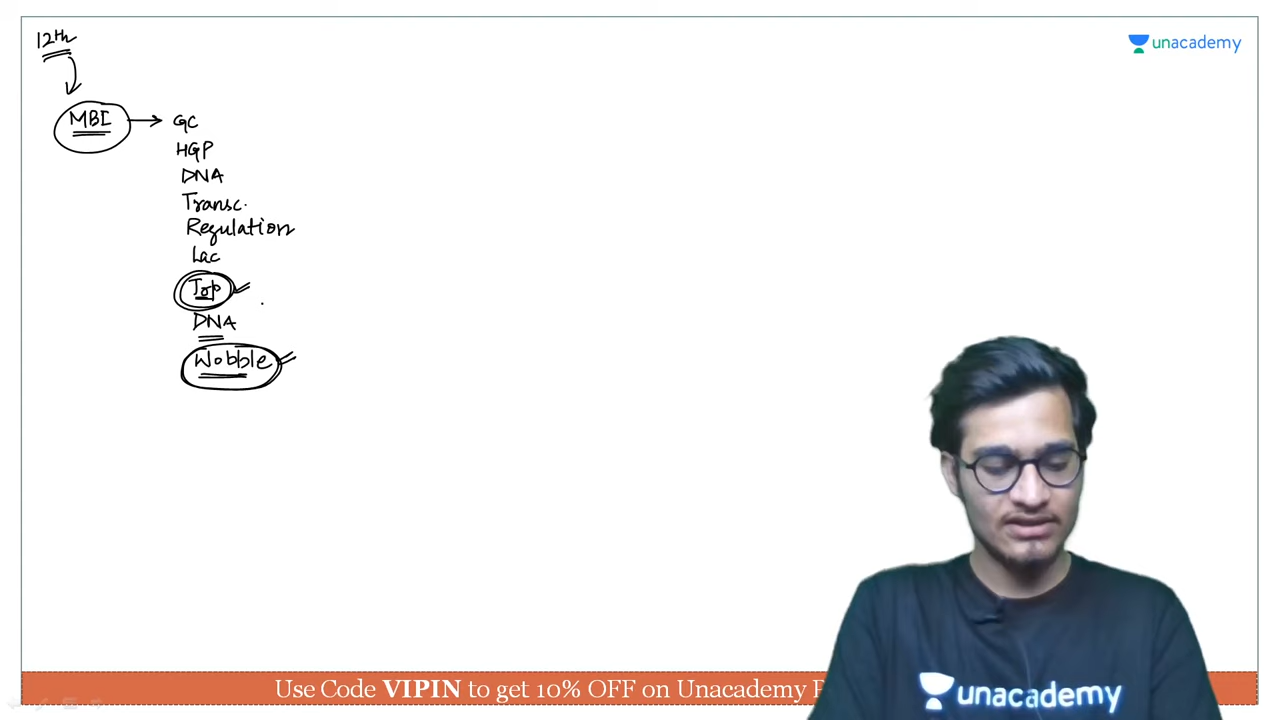 12th
unacademy
MBI → GC
HGP
DNA
Transc.
Regulation
Lac
Trp
DNA
Wobble
Use Code VIPIN to get 10% OFF on Unacademy P
unacademy